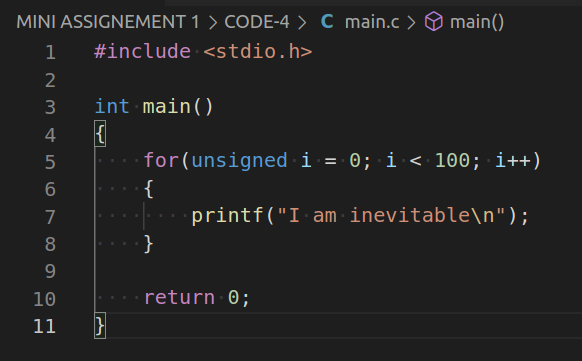 MINI ASSIGNEMENT 1 > CODE-4 > C main.c > main()
1 #include <stdio.h>
2
3 int main()
4 {
5     for(unsigned i = 0; i < 100; i++)
6     {
7         printf("I am inevitable\n");
8     }
9
10     return 0;
11 }